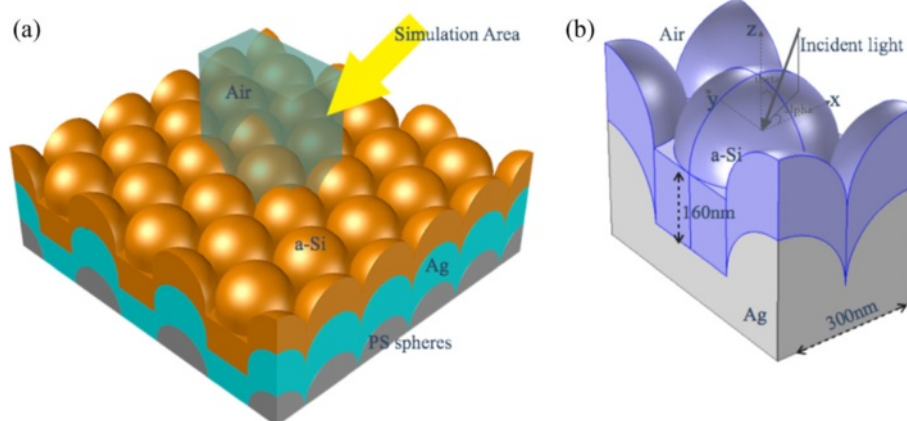 (a)
Simulation Area
Air
a-Si
Ag
PS spheres
(b)
Air
z
Incident light
y
x
a-Si
160nm
Ag
300nm